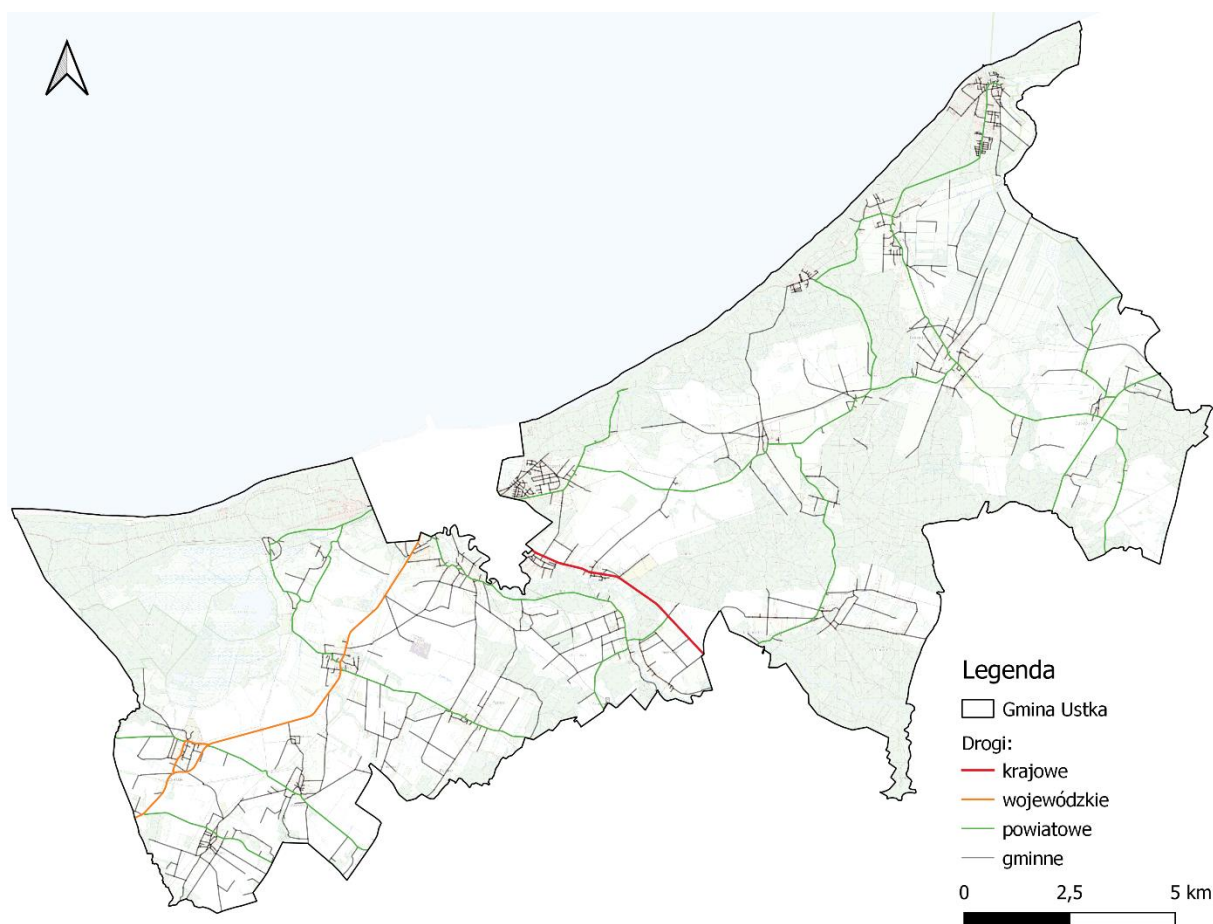 Legenda
Gmina Ustka
Drogi:
krajowe
wojewódzkie
powiatowe
gminne
0 2,5 5 km